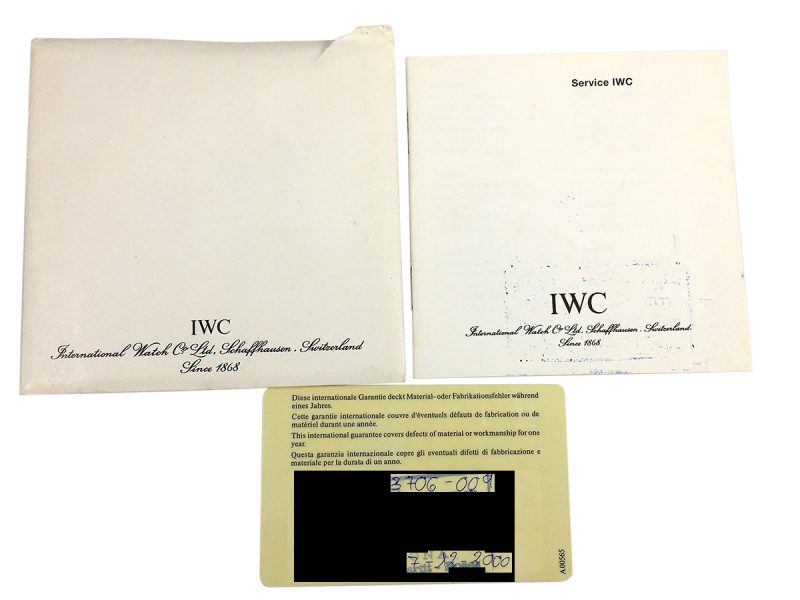 IWC
International Watch Co Ltd, Schaffhausen. Switzerland
Since 1868
Service IWC
IWC
International Watch Co Ltd, Schaffhausen. Switzerland
Since 1868
Diese internationale Garantie deckt Material- oder Fabrikationsfehler während
eines Jahres.
Cette garantie internationale couvre d'éventuels défauts de fabrication ou de
matériel durant une année.
This international guarantee covers defects of material or workmanship for one
year.
Questa garanzia internazionale copre gli eventuali difetti di fabbricazione e
materiale per la durata di un anno.
3706-009
7-12-2000
A00565